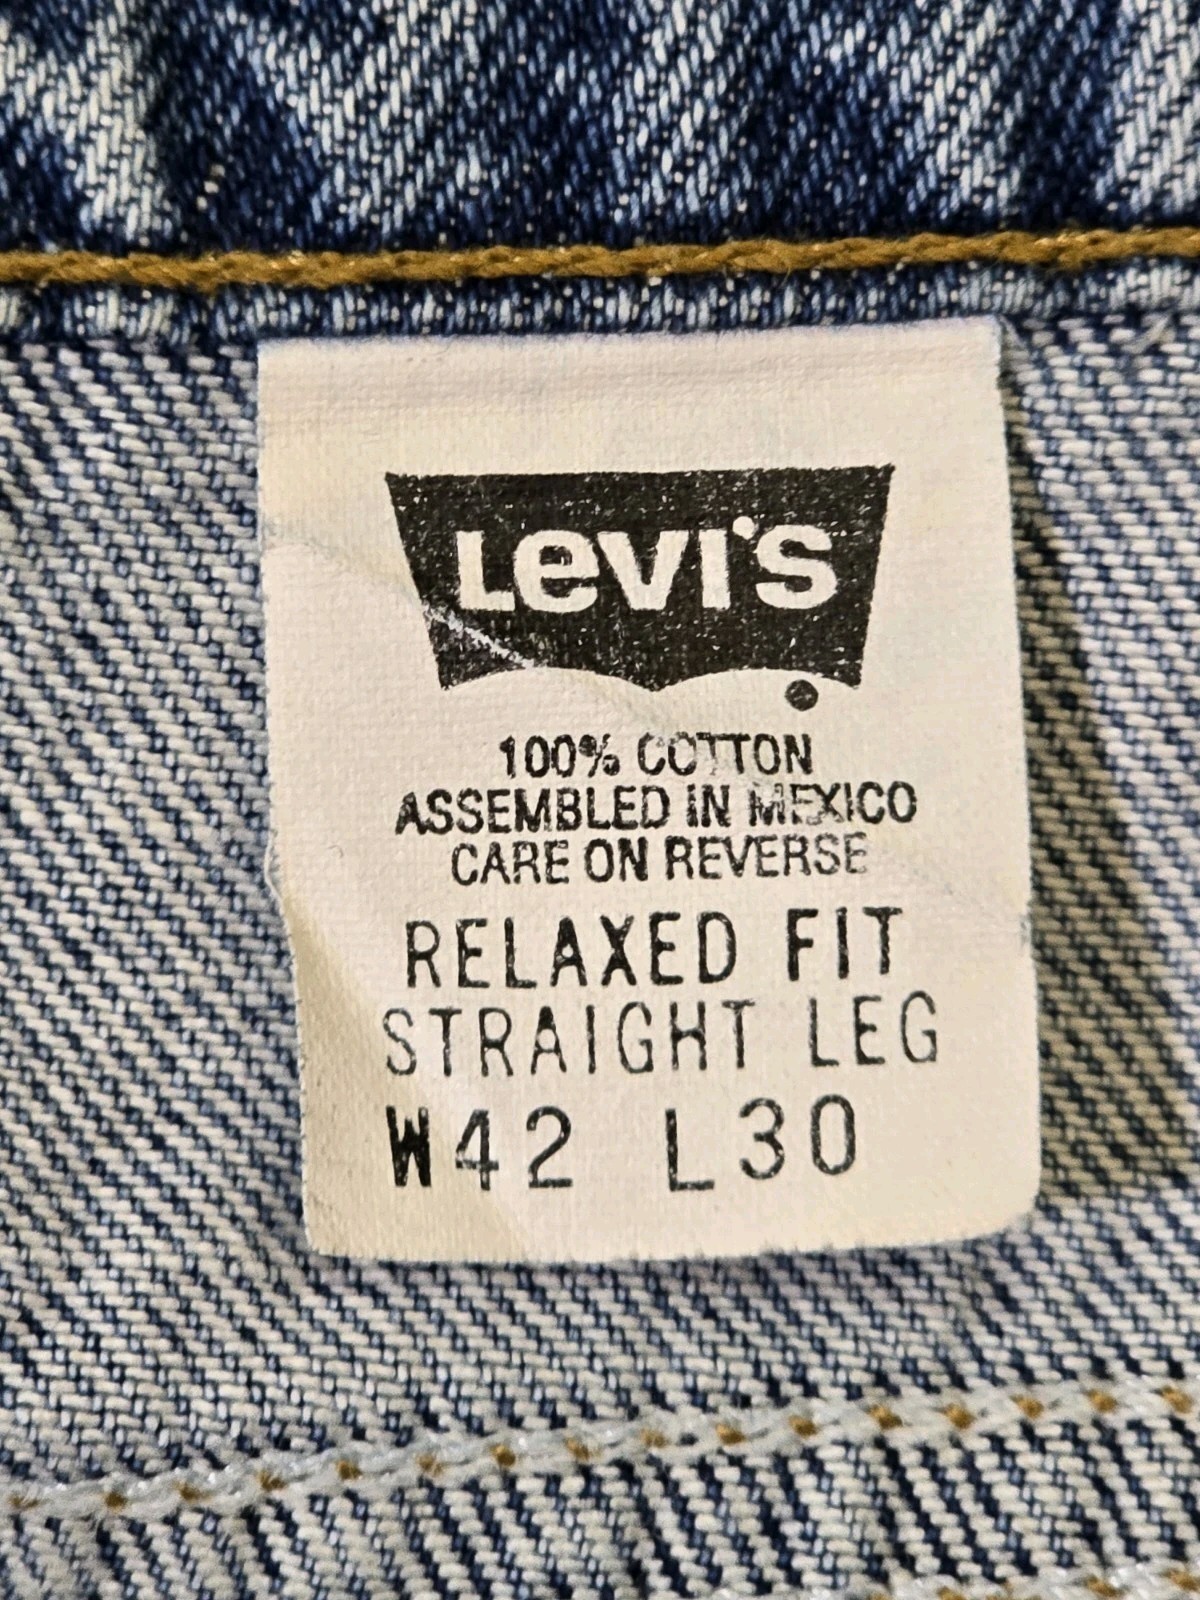 Levi's
100% COTTON
ASSEMBLED IN MEXICO
CARE ON REVERSE
RELAXED FIT
STRAIGHT LEG
W42 L30